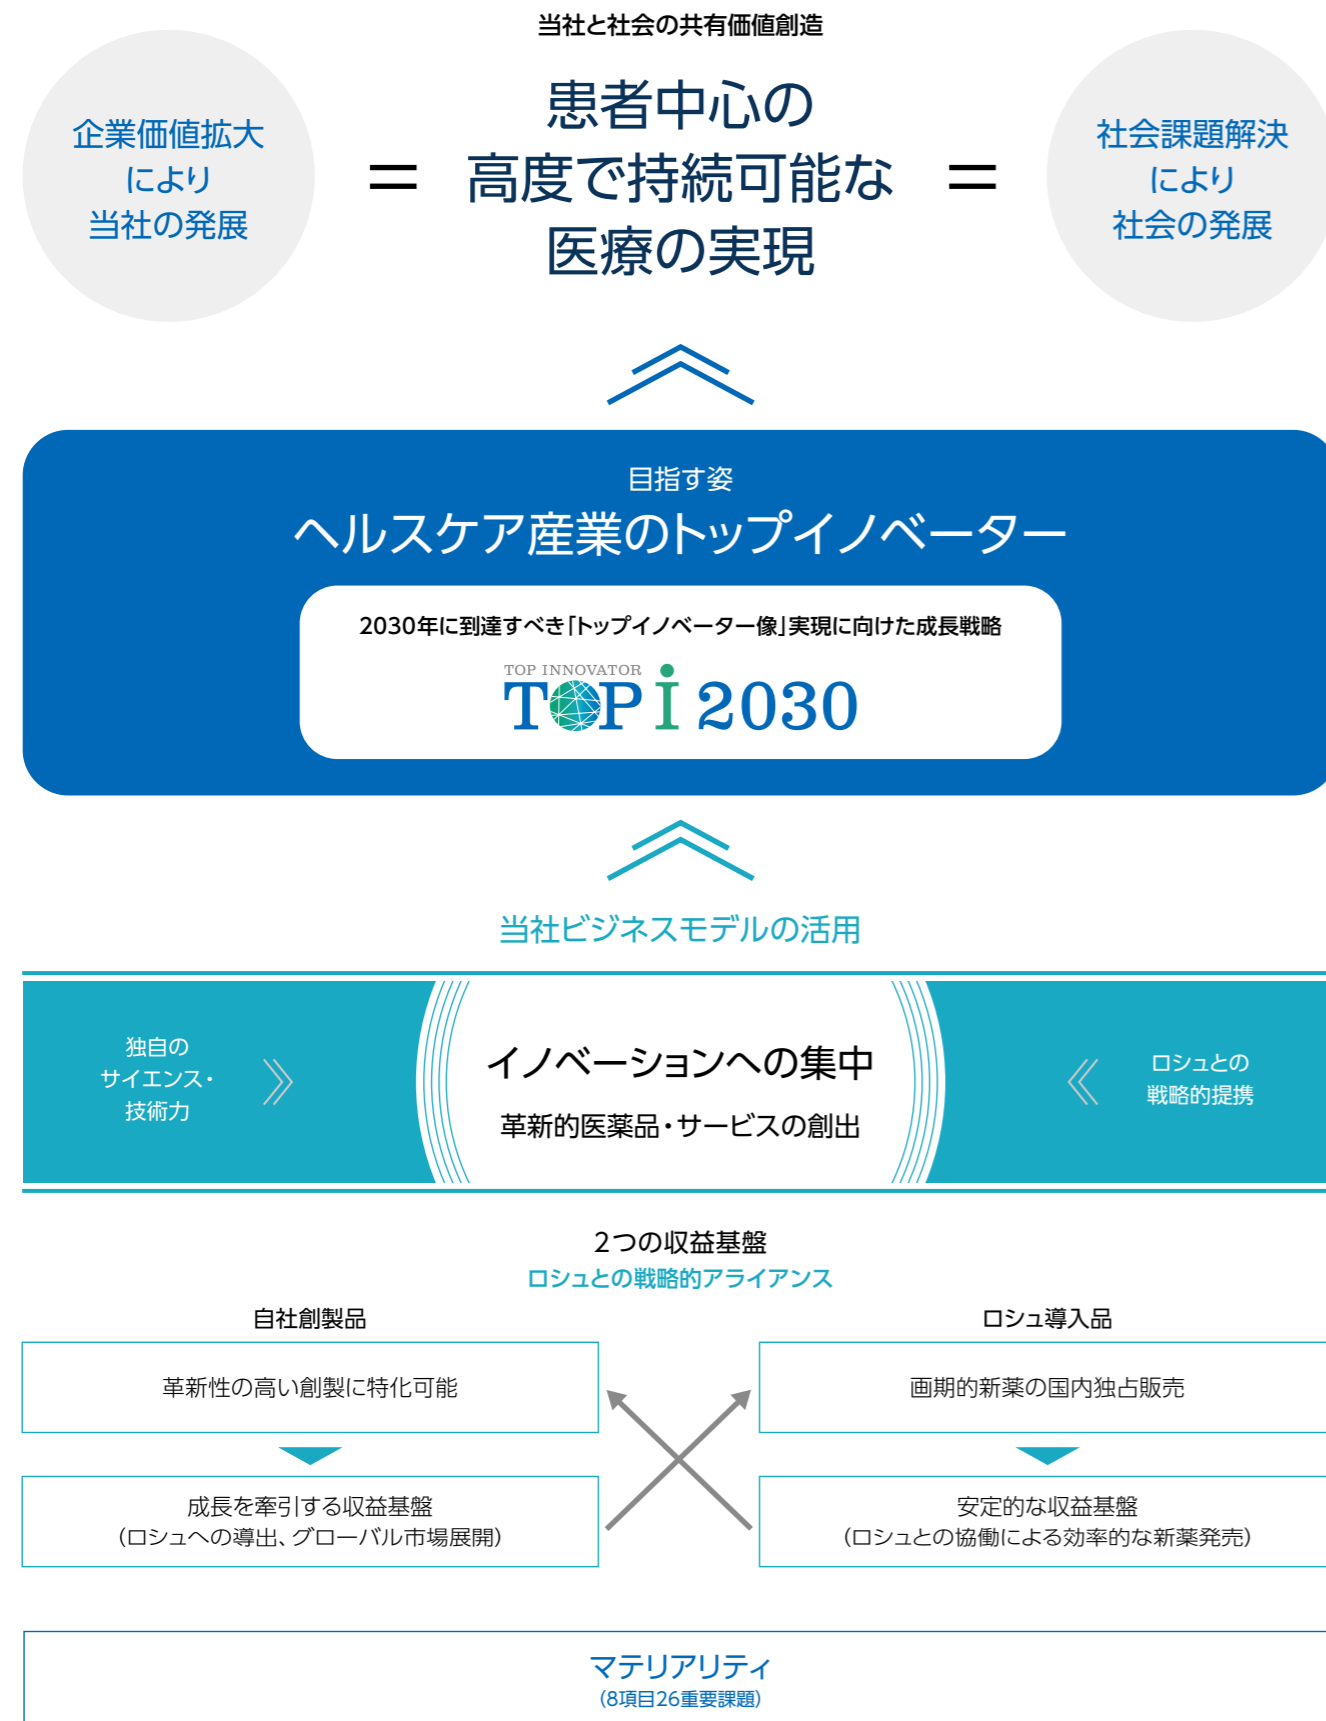 当社と社会の共有価値創造
企業価値拡大
により
当社の発展
=
患者中心の
高度で持続可能な
医療の実現
=
社会課題解決
により
社会の発展
目指す姿
ヘルスケア産業のトップイノベーター
2030年に到達すべき「トップイノベーター像」実現に向けた成長戦略
TOP INNOVATOR
TOP i 2030
当社ビジネスモデルの活用
独自の
サイエンス・
技術力
イノベーションへの集中
革新的医薬品・サービスの創出
ロシュとの
戦略的提携
2つの収益基盤
ロシュとの戦略的アライアンス
自社創製品
革新性の高い創製に特化可能
成長を牽引する収益基盤
（ロシュへの導出、グローバル市場展開）
ロシュ導入品
画期的新薬の国内独占販売
安定的な収益基盤
（ロシュとの協働による効率的な新薬発売）
マテリアリティ
（8項目26重要課題）